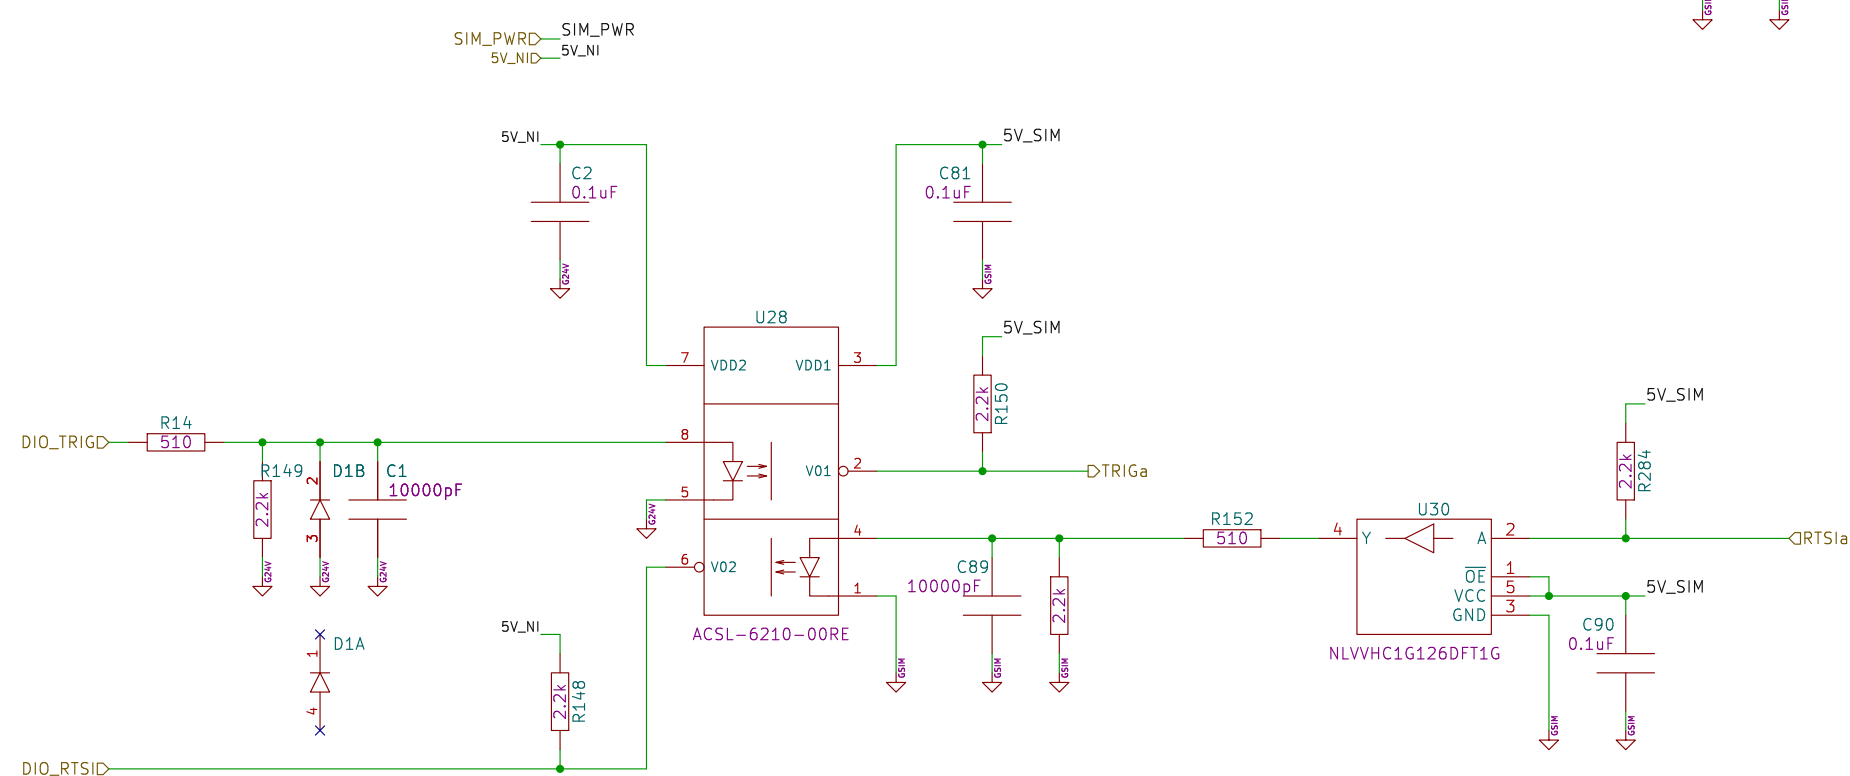 GSIM GSIM
SIM_PWR SIM_PWR
5V_NI 5V_NI
5V_NI 5V_SIM
C2 C81
0.1uF 0.1uF
G24V GSIM
U28 5V_SIM
7 VDD2 VDD1 3
2.2k R150
5V_SIM
R14
DIO_TRIG 510 8
R149 D1B C1 VO1 2 TRIGa
2.2k R284
2 10000pF 5
2.2k G24V
U30
R152
3 4 510 4 Y A 2 RTSIa
G24V G24V G24V
6 VO2 C89 OE 1
10000pF 1 VCC 5 5V_SIM
2.2k GND 3
5V_NI ACSL-6210-00RE C90
D1A 0.1uF
1 NLVVHC1G126DFT1G
GSIM GSIM GSIM
2.2k R148
4 GSIM GSIM
DIO_RTSI